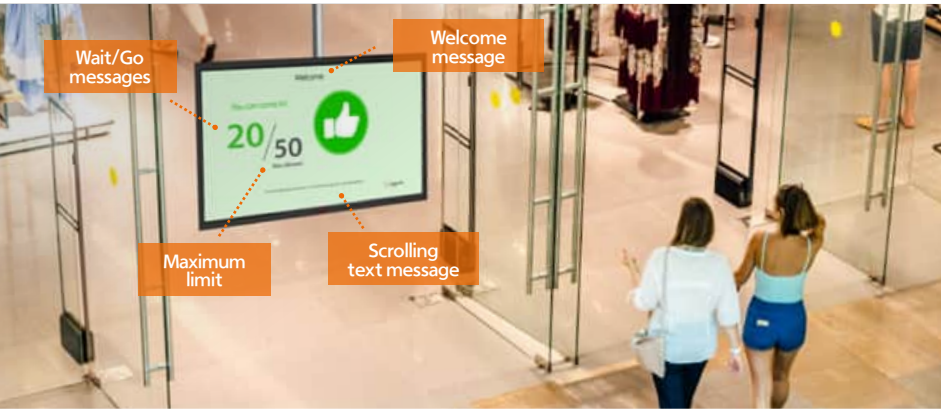 Wait/Go
messages
Welcome
message
Welcome
You can come in!
20/50
Maximum
limit
Scrolling
text message